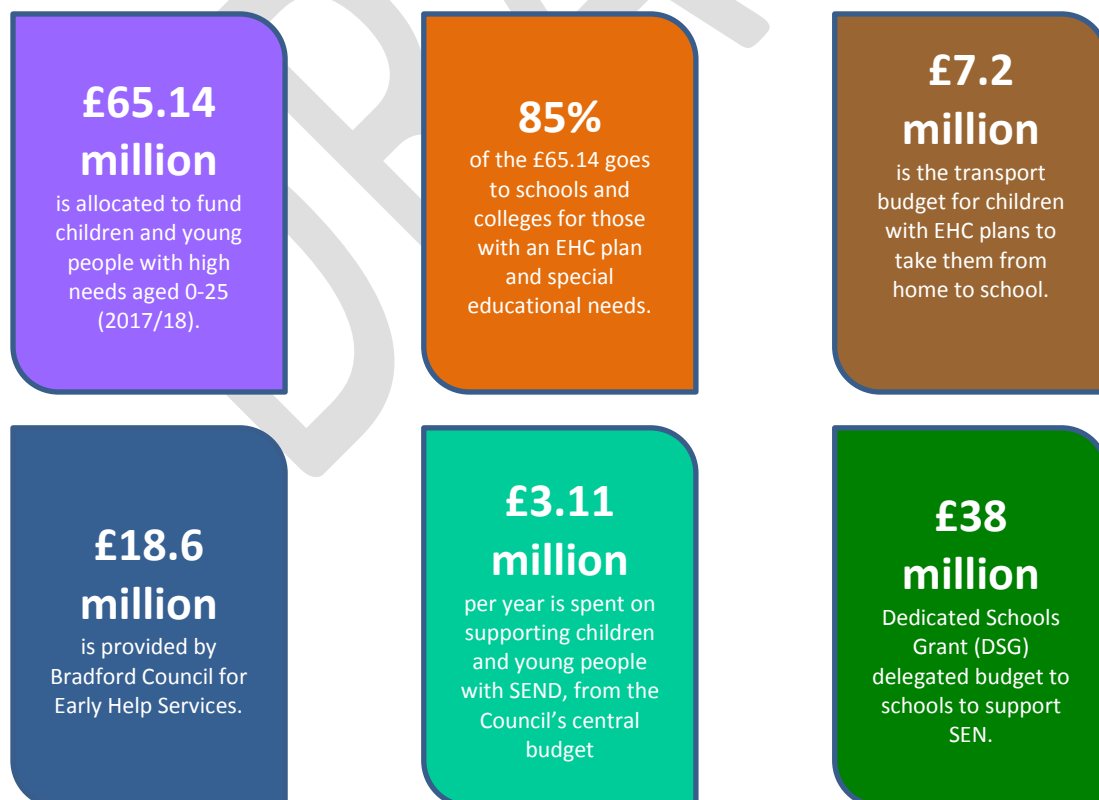 £65.14
million
is allocated to fund
children and young
people with high
needs aged 0-25
(2017/18).
85%
of the £65.14 goes
to schools and
colleges for those
with an EHC plan
and special
educational needs.
£7.2
million
is the transport
budget for children
with EHC plans to
take them from
home to school.
£18.6
million
is provided by
Bradford Council for
Early Help Services.
£3.11
million
per year is spent on
supporting children
and young people
with SEND, from the
Council’s central
budget
£38
million
Dedicated Schools
Grant (DSG)
delegated budget to
schools to support
SEN.